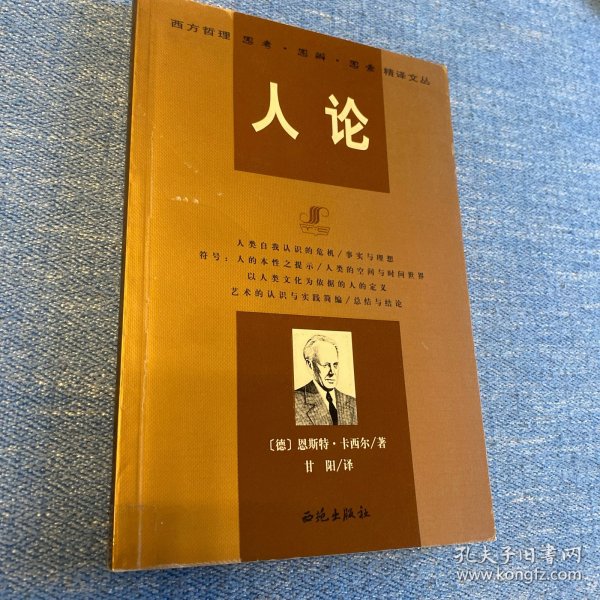 西方哲理 思考·思辨·思索 精译文丛
人论
人类自我认识的危机/事实与理想
符号：人的本性之提示/人类的空间与时间世界
以人类文化为依据的人的定义
艺术的认识与实践简编/总结与结论
〔德〕恩斯特·卡西尔/著
甘 阳/译
西苑出版社
孔夫子旧书网
www.kongfz.com